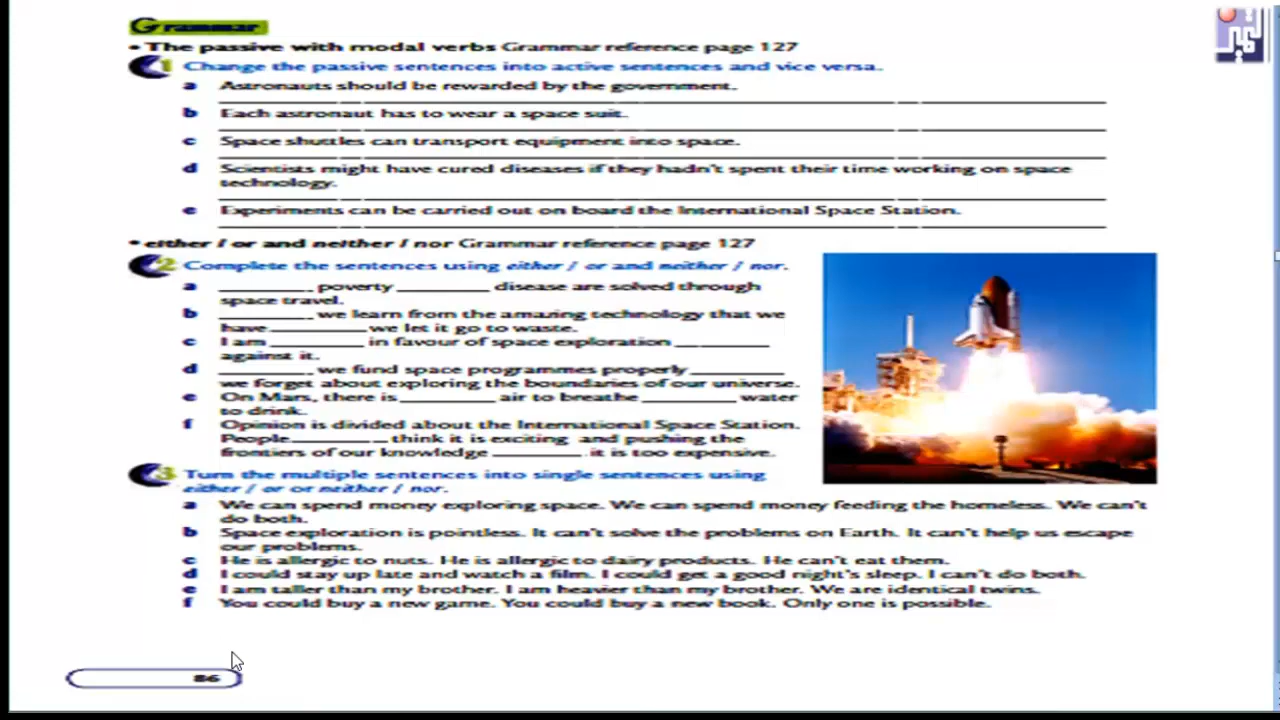 Grammar
• The passive with modal verbs Grammar reference page 127
1 Change the passive sentences into active sentences and vice versa.
a Astronauts should be rewarded by the government.
b Each astronaut has to wear a space suit.
c Space shuttles can transport equipment into space.
d Scientists might have cured diseases if they hadn't spent their time working on space
technology.
e Experiments can be carried out on board the International Space Station.
• either / or and neither / nor Grammar reference page 127
2 Complete the sentences using either / or and neither / nor.
a ________ poverty ________ disease are solved through
space travel.
b ________ we learn from the amazing technology that we
have ________ we let it go to waste.
c I am ________ in favour of space exploration ________
against it.
d ________ we fund space programmes properly ________
we forget about exploring the boundaries of our universe.
e On Mars, there is ________ air to breathe ________ water
to drink.
f Opinion is divided about the International Space Station.
People ________ think it is exciting and pushing the
frontiers of our knowledge ________ it is too expensive.
3 Turn the multiple sentences into single sentences using
either / or or neither / nor.
a We can spend money exploring space. We can spend money feeding the homeless. We can't
do both.
b Space exploration is pointless. It can't solve the problems on Earth. It can't help us escape
our problems.
c He is allergic to nuts. He is allergic to dairy products. He can't eat them.
d I could stay up late and watch a film. I could get a good night's sleep. I can't do both.
e I am taller than my brother. I am heavier than my brother. We are identical twins.
f You could buy a new game. You could buy a new book. Only one is possible.
86